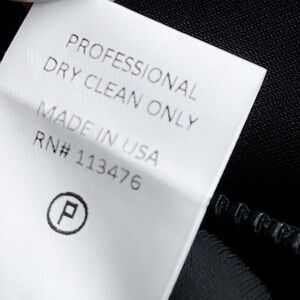 PROFESSIONAL
DRY CLEAN ONLY
MADE IN USA
RN# 113476
P